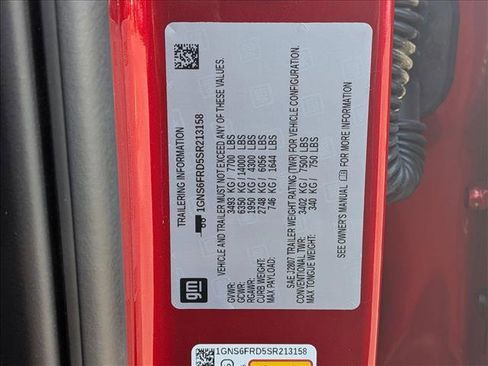 TRAILERING INFORMATION
1GNS6FRD5SR213158
VEHICLE AND TRAILER MUST NOT EXCEED ANY OF THESE VALUES.
GVWR: 3493 KG / 7700 LBS
GCWR: 6350 KG / 14000 LBS
RGAWR: 1950 KG / 4300 LBS
CURB WEIGHT: 2748 KG / 6056 LBS
MAX PAYLOAD: 746 KG / 1644 LBS
SAE J2807 TRAILER WEIGHT RATING (TWR) FOR VEHICLE CONFIGURATION.
CONVENTIONAL TWR: 3402 KG / 7500 LBS
MAX TONGUE WEIGHT: 340 KG / 750 LBS
SEE OWNER'S MANUAL FOR MORE INFORMATION
gm
1GNS6FRD5SR213158